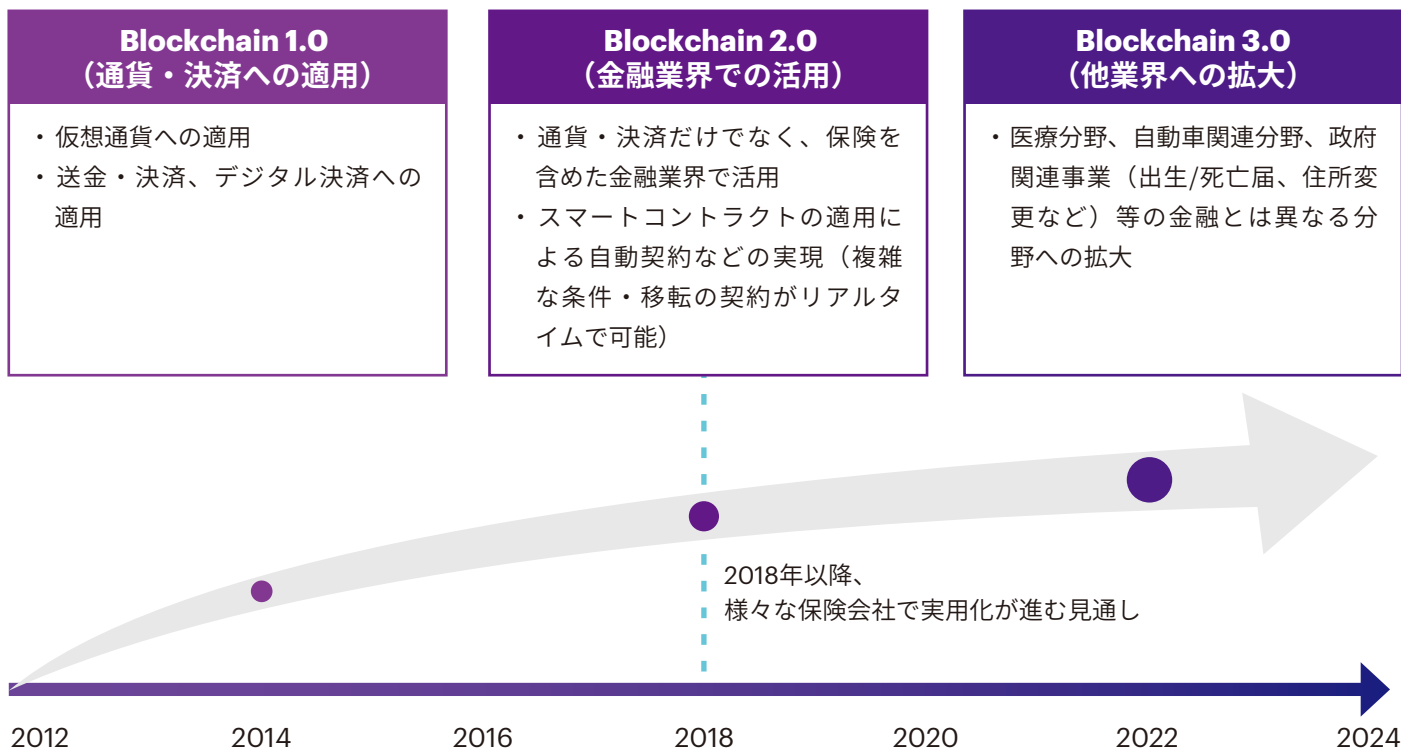 Blockchain 1.0
（通貨・決済への適用）
・仮想通貨への適用
・送金・決済、デジタル決済への
適用
Blockchain 2.0
（金融業界での活用）
・通貨・決済だけでなく、保険を
含めた金融業界で活用
・スマートコントラクトの適用に
よる自動契約などの実現（複雑
な条件・移転の契約がリアルタ
イムで可能）
Blockchain 3.0
（他業界への拡大）
・医療分野、自動車関連分野、政府
関連事業（出生/死亡届、住所変
更など）等の金融とは異なる分
野への拡大
2018年以降、
様々な保険会社で実用化が進む見通し
2012 2014 2016 2018 2020 2022 2024